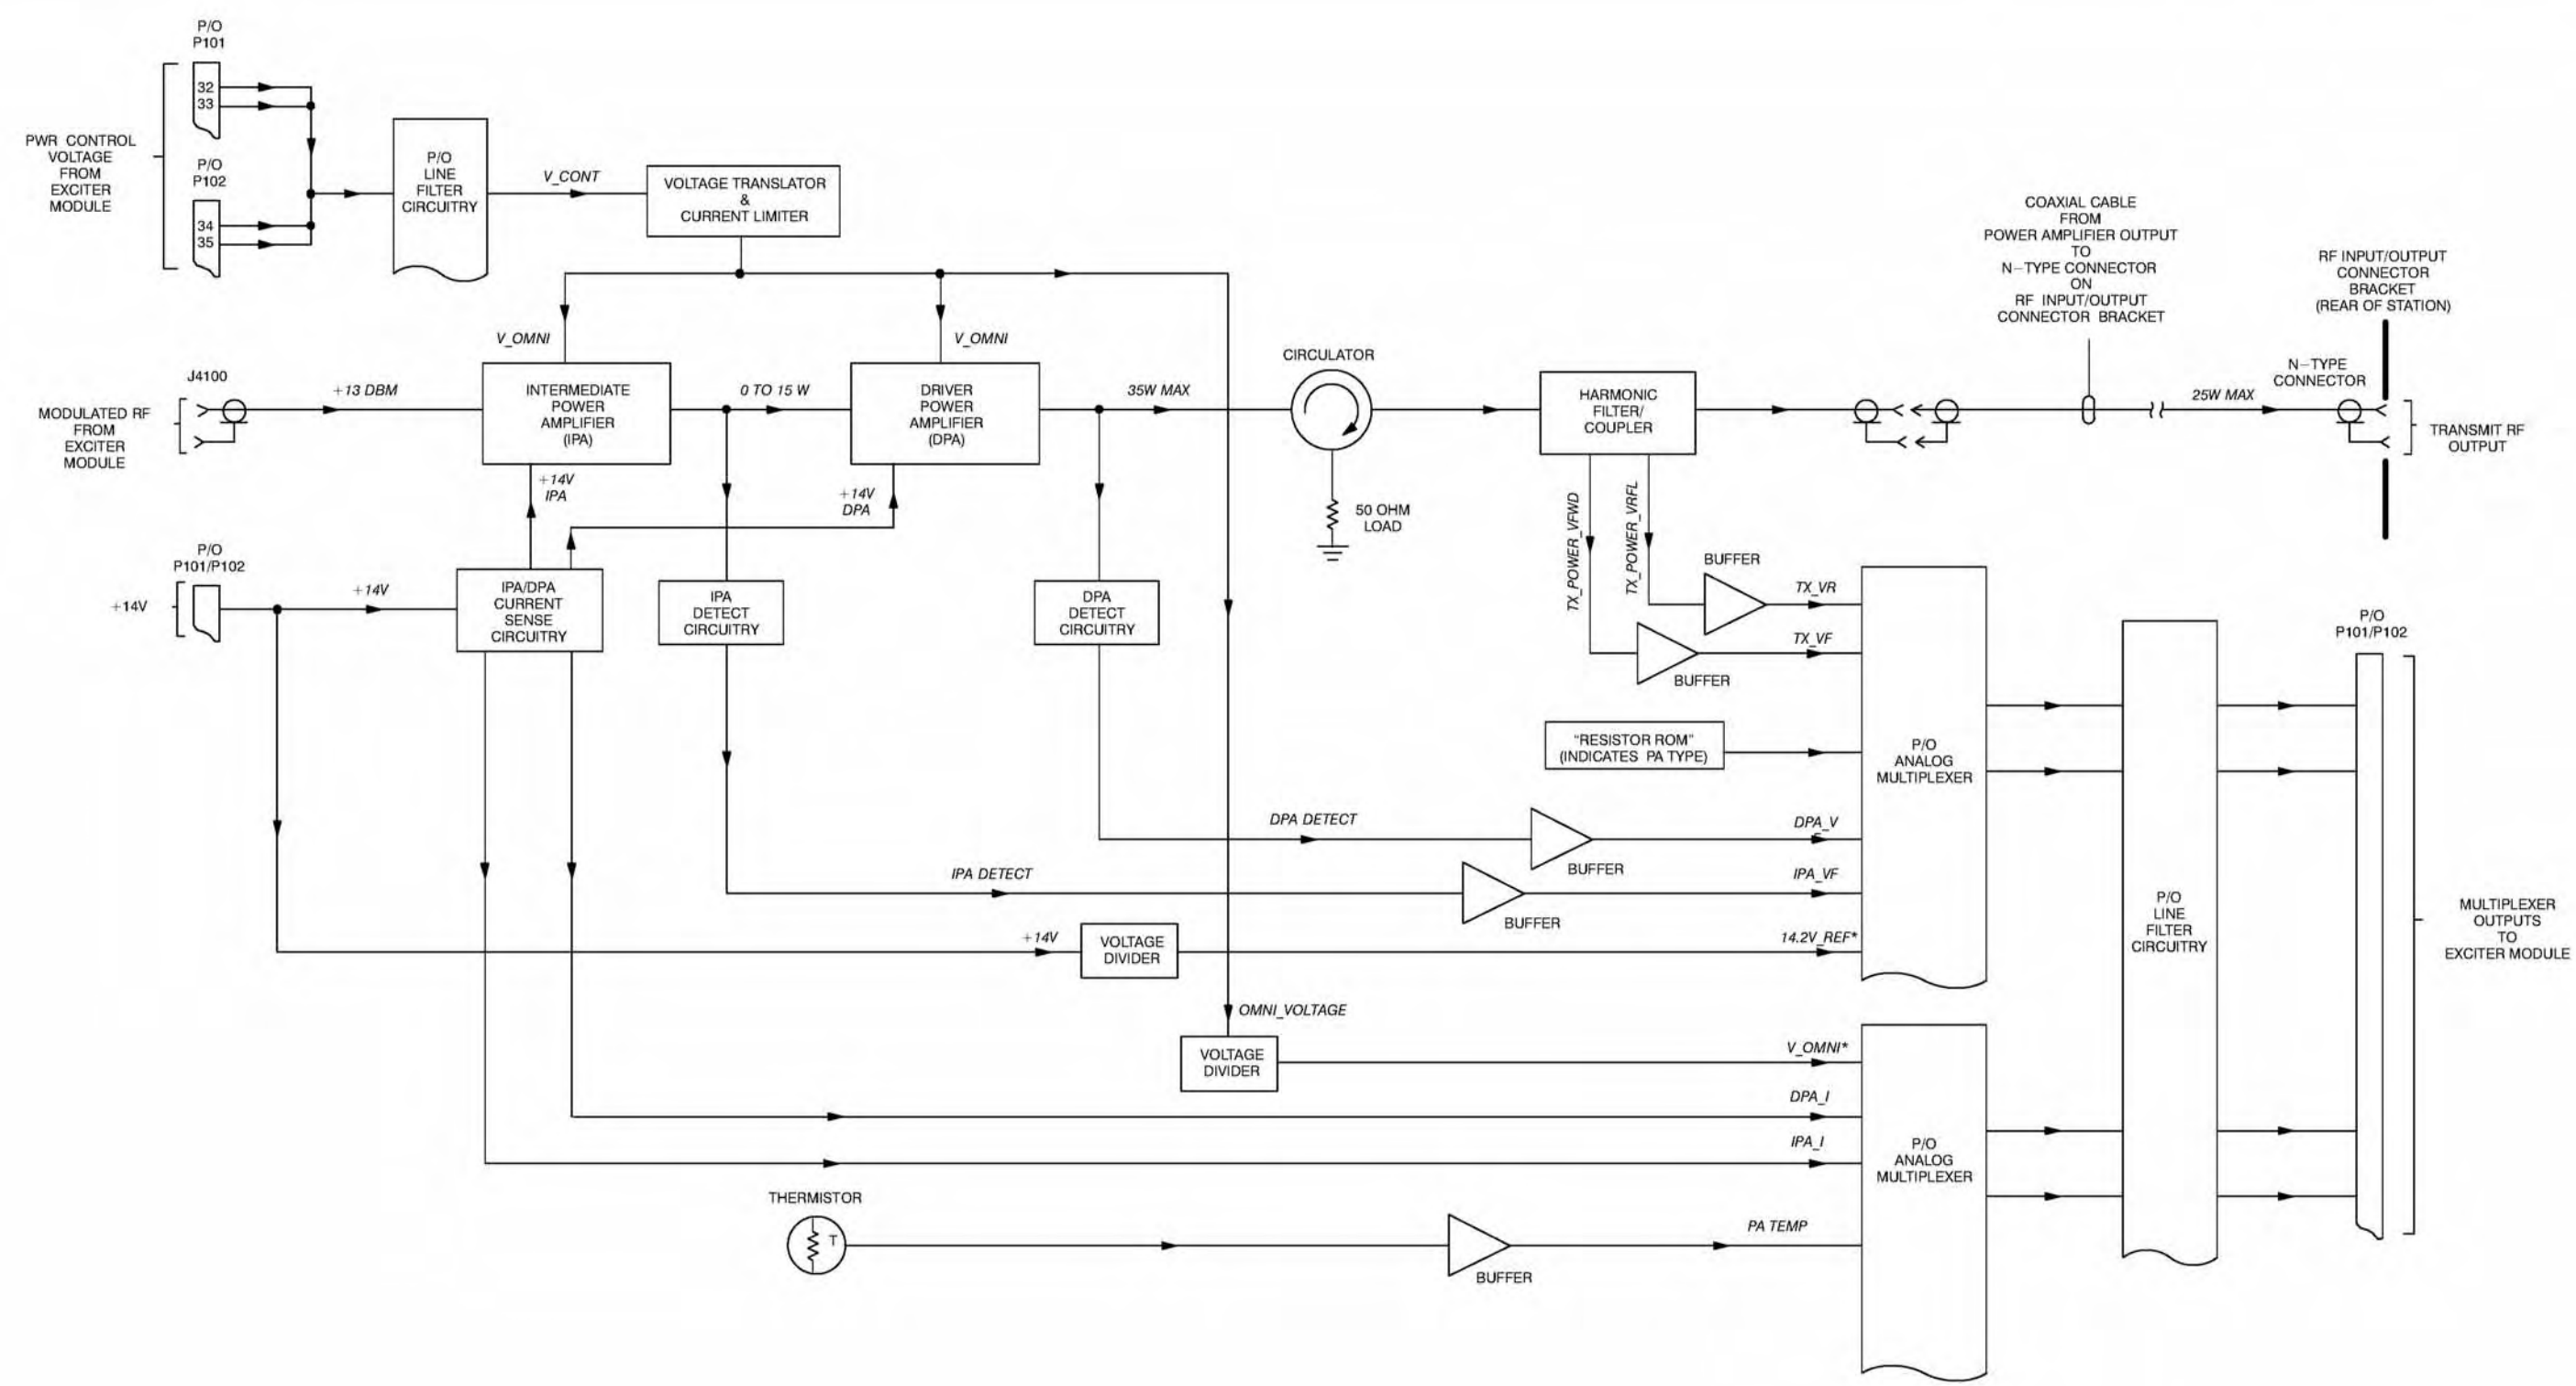 P/O
P101
32
33
PWR CONTROL
VOLTAGE
FROM
EXCITER
MODULE
P/O
P102
34
35
P/O
LINE
FILTER
CIRCUITRY
V_CONT
VOLTAGE TRANSLATOR
&
CURRENT LIMITER
V_OMNI
V_OMNI
J4100
MODULATED RF
FROM
EXCITER
MODULE
+13 DBM
INTERMEDIATE
POWER
AMPLIFIER
(IPA)
0 TO 15 W
DRIVER
POWER
AMPLIFIER
(DPA)
35W MAX
CIRCULATOR
50 OHM
LOAD
HARMONIC
FILTER/
COUPLER
COAXIAL CABLE
FROM
POWER AMPLIFIER OUTPUT
TO
N-TYPE CONNECTOR
ON
RF INPUT/OUTPUT
CONNECTOR BRACKET
RF INPUT/OUTPUT
CONNECTOR
BRACKET
(REAR OF STATION)
N-TYPE
CONNECTOR
25W MAX
TRANSMIT RF
OUTPUT
+14V
IPA
+14V
DPA
P/O
P101/P102
+14V
+14V
IPA/DPA
CURRENT
SENSE
CIRCUITRY
IPA
DETECT
CIRCUITRY
DPA
DETECT
CIRCUITRY
TX_POWER_VFWD
TX_POWER_VRFL
BUFFER
TX_VR
TX_VF
BUFFER
"RESISTOR ROM"
(INDICATES PA TYPE)
P/O
ANALOG
MULTIPLEXER
DPA DETECT
BUFFER
DPA_V
IPA DETECT
BUFFER
IPA_VF
+14V
VOLTAGE
DIVIDER
14.2V_REF*
OMNI_VOLTAGE
VOLTAGE
DIVIDER
V_OMNI*
DPA_I
IPA_I
P/O
ANALOG
MULTIPLEXER
THERMISTOR
T
BUFFER
PA TEMP
P/O
LINE
FILTER
CIRCUITRY
P/O
P101/P102
MULTIPLEXER
OUTPUTS
TO
EXCITER MODULE